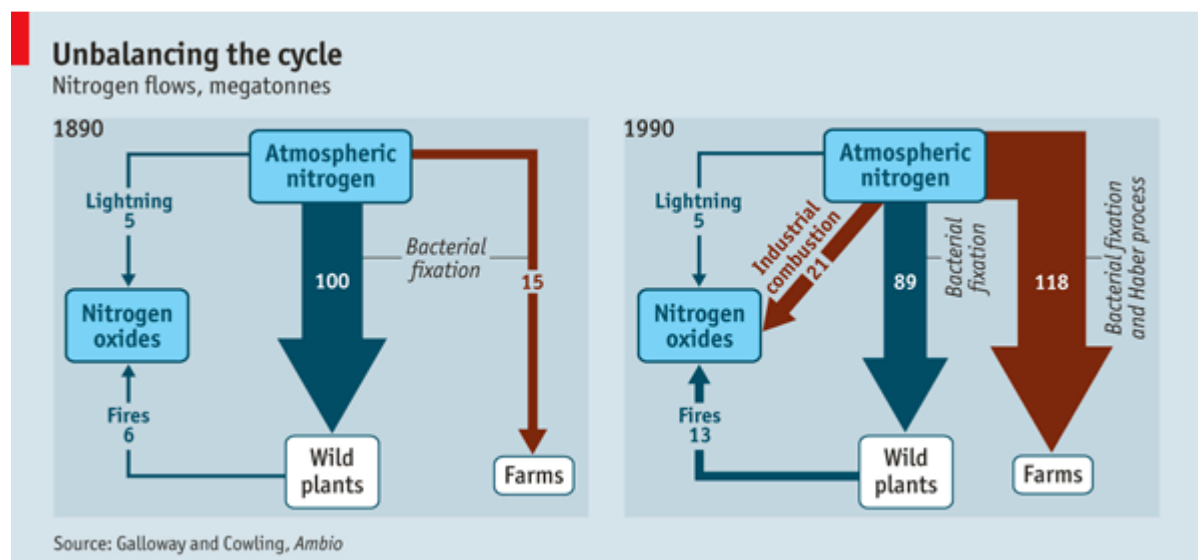 Unbalancing the cycle
Nitrogen flows, megatonnes
1890
Atmospheric
nitrogen
Lightning
5
Bacterial
fixation
100
15
Nitrogen
oxides
Fires
6
Wild
plants
Farms
1990
Atmospheric
nitrogen
Lightning
5
Industrial
combustion
21
Bacterial
fixation
89
118
Bacterial fixation
and Haber process
Nitrogen
oxides
Fires
13
Wild
plants
Farms
Source: Galloway and Cowling, Ambio